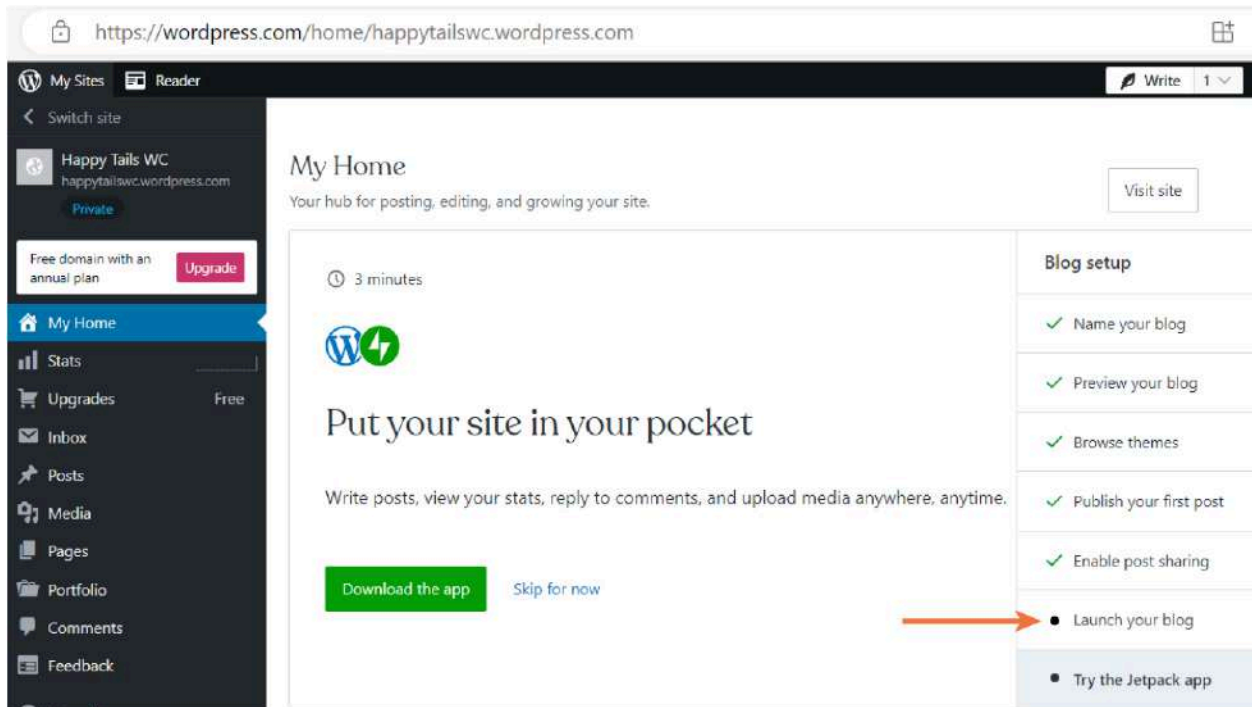 https://wordpress.com/home/happytailswc.wordpress.com
My Sites Reader
Write 1
Switch site
Happy Tails WC
happytailswc.wordpress.com
Private
Free domain with an
annual plan
Upgrade
My Home
Stats
Upgrades Free
Inbox
Posts
Media
Pages
Portfolio
Comments
Feedback
My Home
Your hub for posting, editing, and growing your site.
Visit site
3 minutes
Put your site in your pocket
Write posts, view your stats, reply to comments, and upload media anywhere, anytime.
Download the app Skip for now
Blog setup
Name your blog
Preview your blog
Browse themes
Publish your first post
Enable post sharing
Launch your blog
Try the Jetpack app